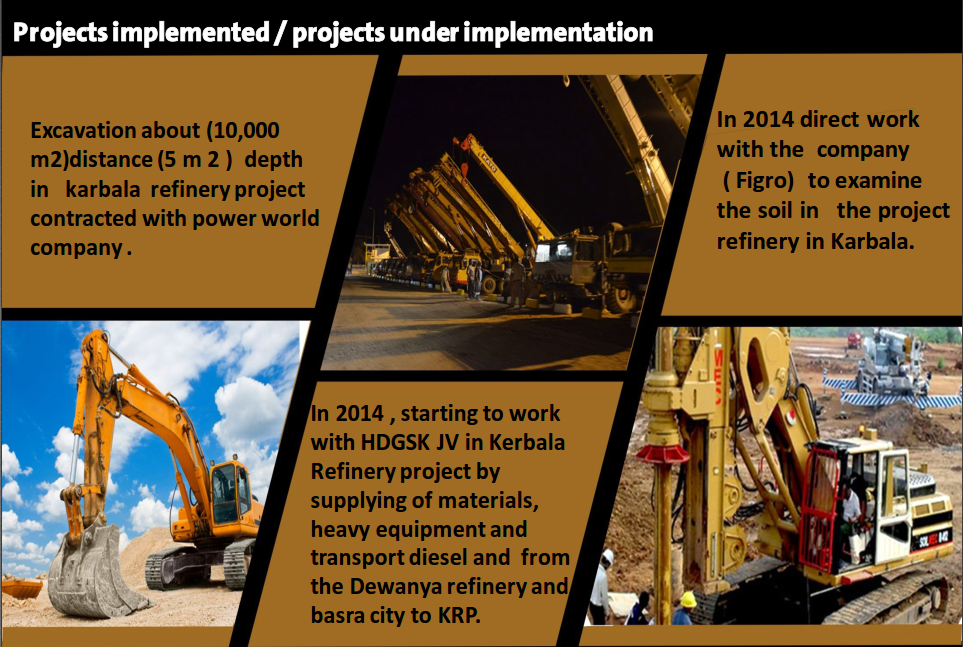 Projects implemented / projects under implementation
Excavation about (10,000
m2)distance (5 m 2 ) depth
in karbala refinery project
contracted with power world
company .
In 2014 direct work
with the company
( Figro) to examine
the soil in the project
refinery in Karbala.
In 2014 , starting to work
with HDGSK JV in Kerbala
Refinery project by
supplying of materials,
heavy equipment and
transport diesel and from
the Dewanya refinery and
basra city to KRP.
KATO